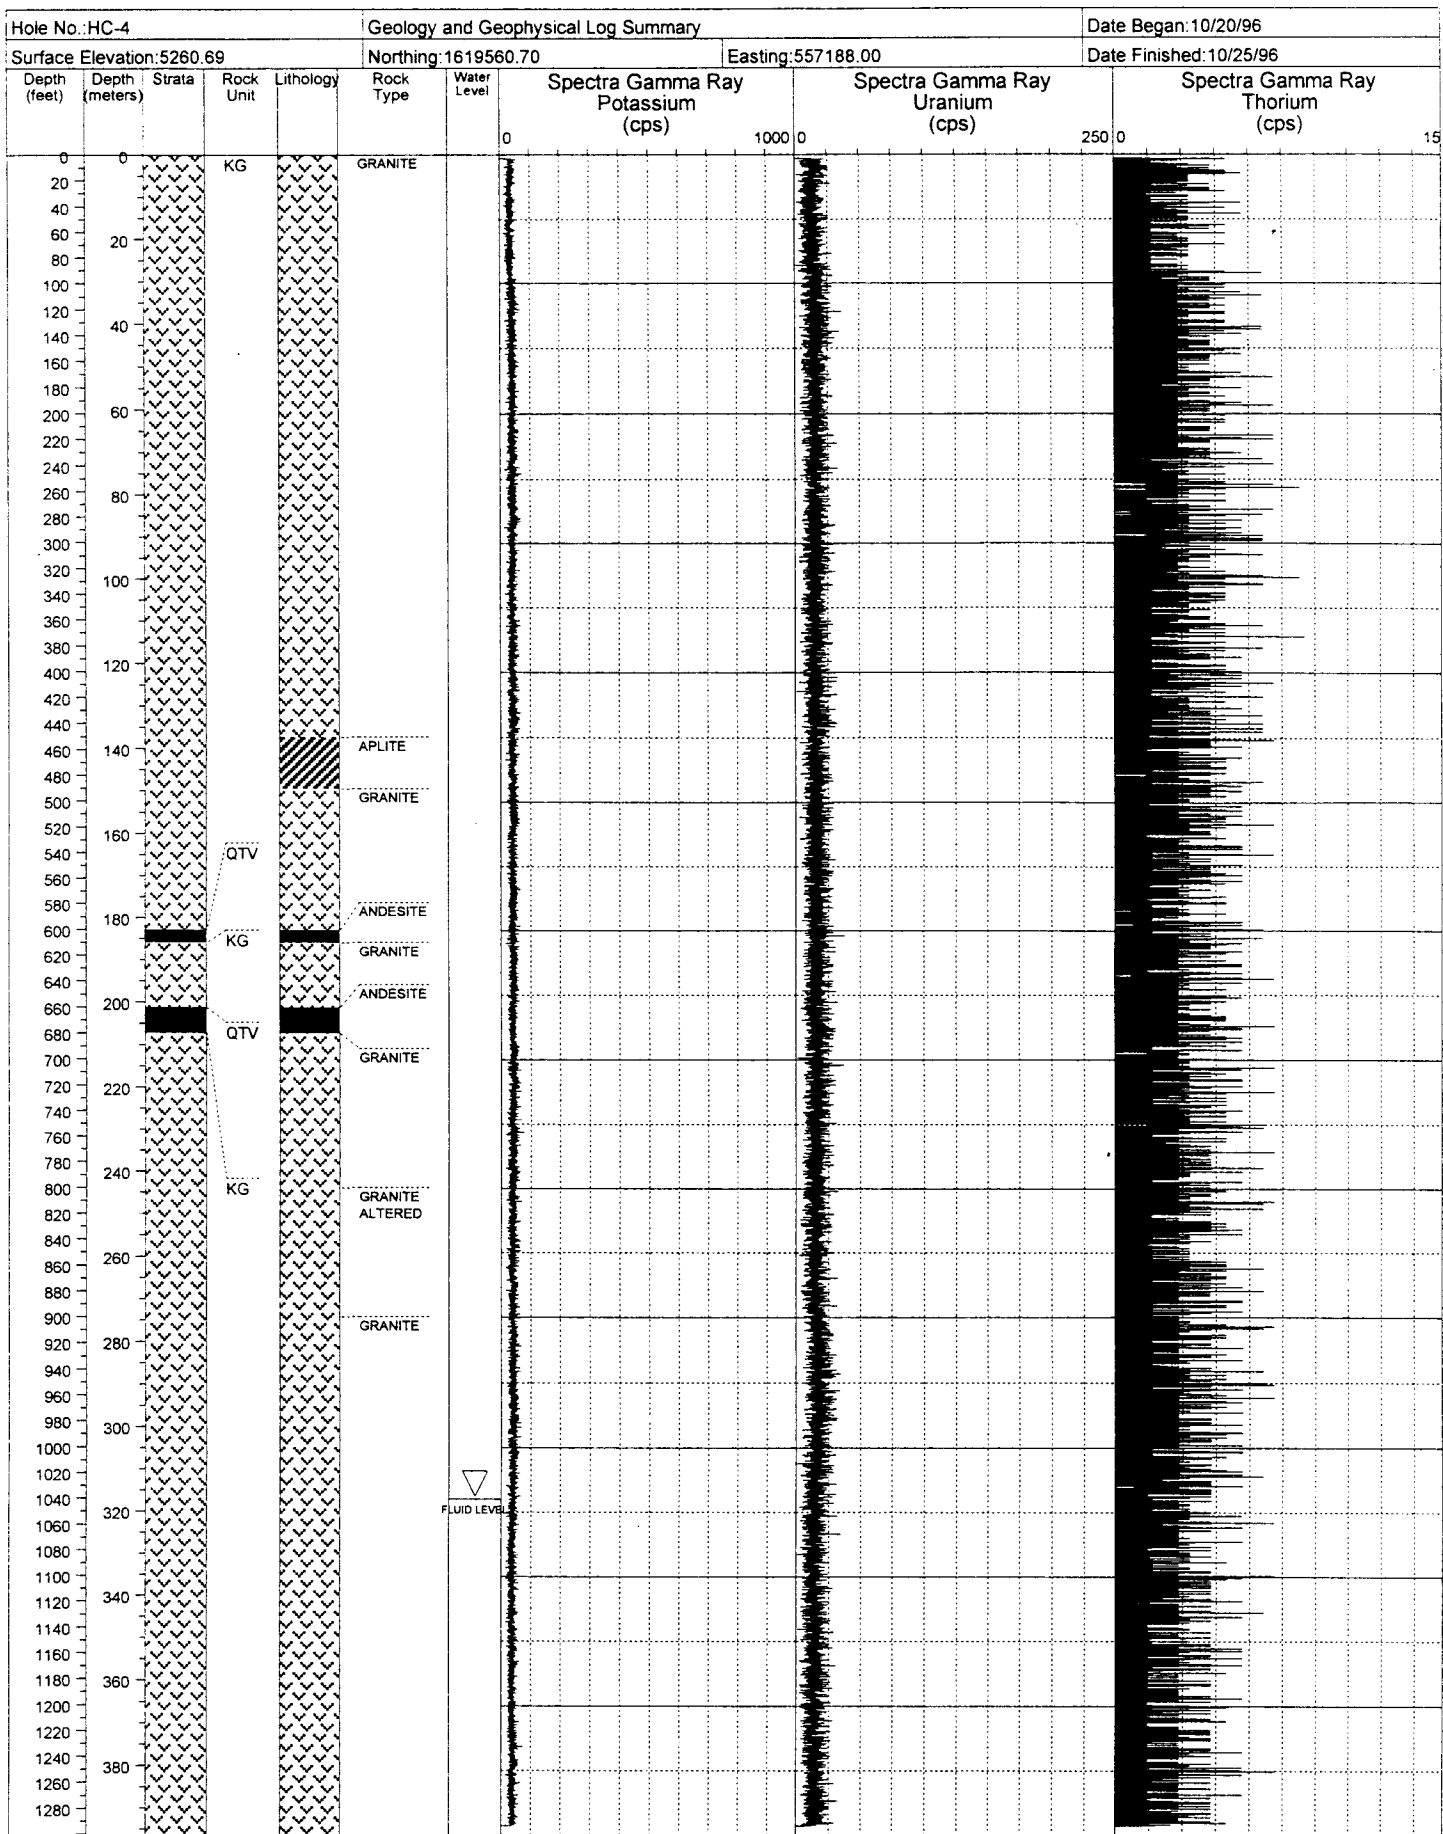 Hole No.:HC-4 Geology and Geophysical Log Summary Date Began:10/20/96
Surface Elevation:5260.69 Northing:1619560.70 Easting:557188.00 Date Finished:10/25/96
Depth (feet)
Depth (meters)
Strata
Rock Unit
Lithology
Rock Type
Water Level
Spectra Gamma Ray
Potassium
(cps)
0 1000
Spectra Gamma Ray
Uranium
(cps)
0 250
Spectra Gamma Ray
Thorium
(cps)
0 15
0
20
40
60
80
100
120
140
160
180
200
220
240
260
280
300
320
340
360
380
400
420
440
460
480
500
520
540
560
580
600
620
640
660
680
700
720
740
760
780
800
820
840
860
880
900
920
940
960
980
1000
1020
1040
1060
1080
1100
1120
1140
1160
1180
1200
1220
1240
1260
1280
0
20
40
60
80
100
120
140
160
180
200
220
240
260
280
300
320
340
360
380
KG
QTV
KG
QTV
KG
GRANITE
APLITE
GRANITE
ANDESITE
GRANITE
ANDESITE
GRANITE
GRANITE
ALTERED
GRANITE
FLUID LEVEL